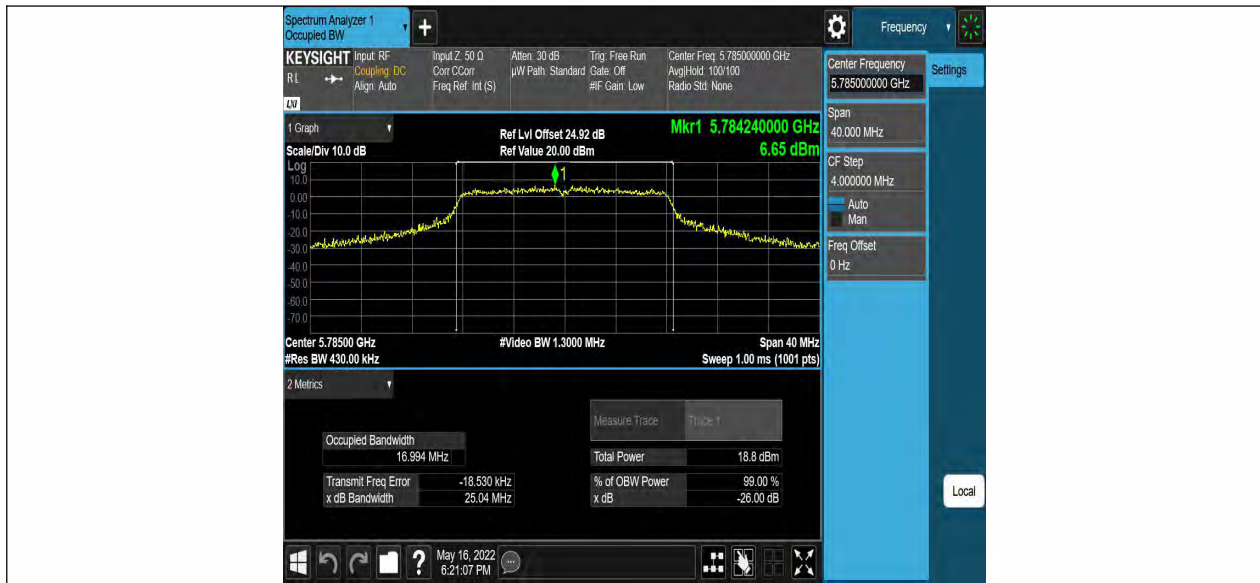 Spectrum Analyzer 1
Occupied BW
+
Frequency
KEYSIGHT Input: RF Input Z: 50 Ω Atten: 30 dB Trig: Free Run Center Freq: 5.785000000 GHz
RL Coupling: DC Corr CCorr µW Path: Standard Gate: Off Avg|Hold: 100/100
Align: Auto Freq Ref: Int (S) #IF Gain: Low Radio Std: None
LXI
Center Frequency
5.785000000 GHz
Settings
Span
40.000 MHz
CF Step
4.000000 MHz
Auto
Man
Freq Offset
0 Hz
1 Graph
Ref Lvl Offset 24.92 dB
Mkr1 5.784240000 GHz
Scale/Div 10.0 dB
Ref Value 20.00 dBm
6.65 dBm
Log
1
10.0
0.00
-10.0
-20.0
-30.0
-40.0
-50.0
-60.0
-70.0
Center 5.78500 GHz #Video BW 1.3000 MHz Span 40 MHz
#Res BW 430.00 kHz Sweep 1.00 ms (1001 pts)
2 Metrics
Measure Trace Trace 1
Occupied Bandwidth
16.994 MHz
Total Power 18.8 dBm
Transmit Freq Error -18.530 kHz % of OBW Power 99.00 %
x dB Bandwidth 25.04 MHz x dB -26.00 dB
Local
? May 16, 2022
6:21:07 PM